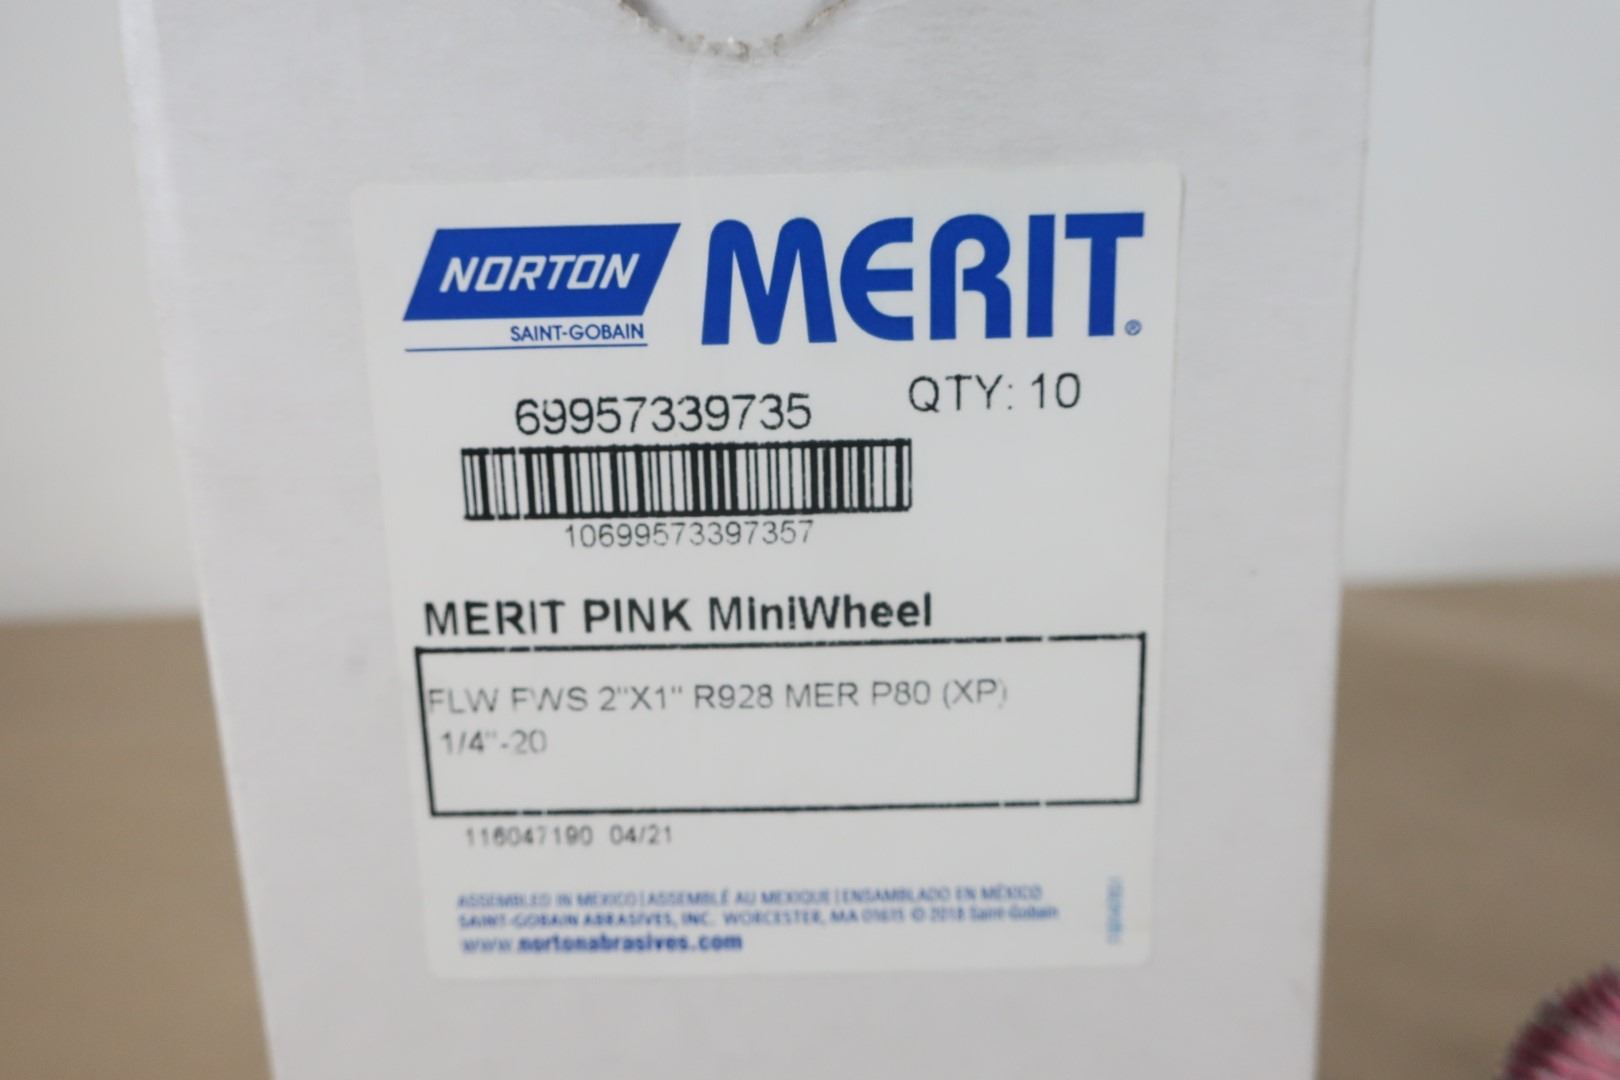 NORTON MERIT®
SAINT-GOBAIN
69957339735 QTY: 10
10699573397357
MERIT PINK MiniWheel
FLW FWS 2"X1" R928 MER P80 (XP)
1/4"-20
116047190 04/21
ASSEMBLED IN MEXICO | ASSEMBLÉ AU MEXIQUE | ENSAMBLADO EN MÉXICO
SAINT-GOBAIN ABRASIVES, INC. WORCESTER, MA 01615 © 2018 Saint-Gobain
www.nortonabrasives.com